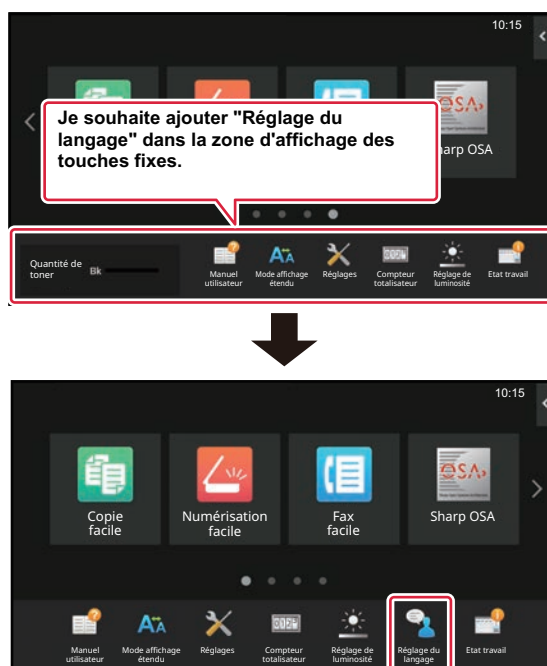 10:15
Je souhaite ajouter "Réglage du
langage" dans la zone d'affichage des
touches fixes.
OSA
arp OSA
Quantité de
toner
Bk
Manuel
utilisateur
Mode affichage
étendu
Réglages
Compteur
totalisateur
Réglage de
luminosité
Etat travail
10:15
Copie
facile
Numérisation
facile
Fax
facile
OSA
Sharp OSA
Manuel
utilisateur
Mode affichage
étendu
Réglages
Compteur
totalisateur
Réglage de
luminosité
Réglage du
langage
Etat travail